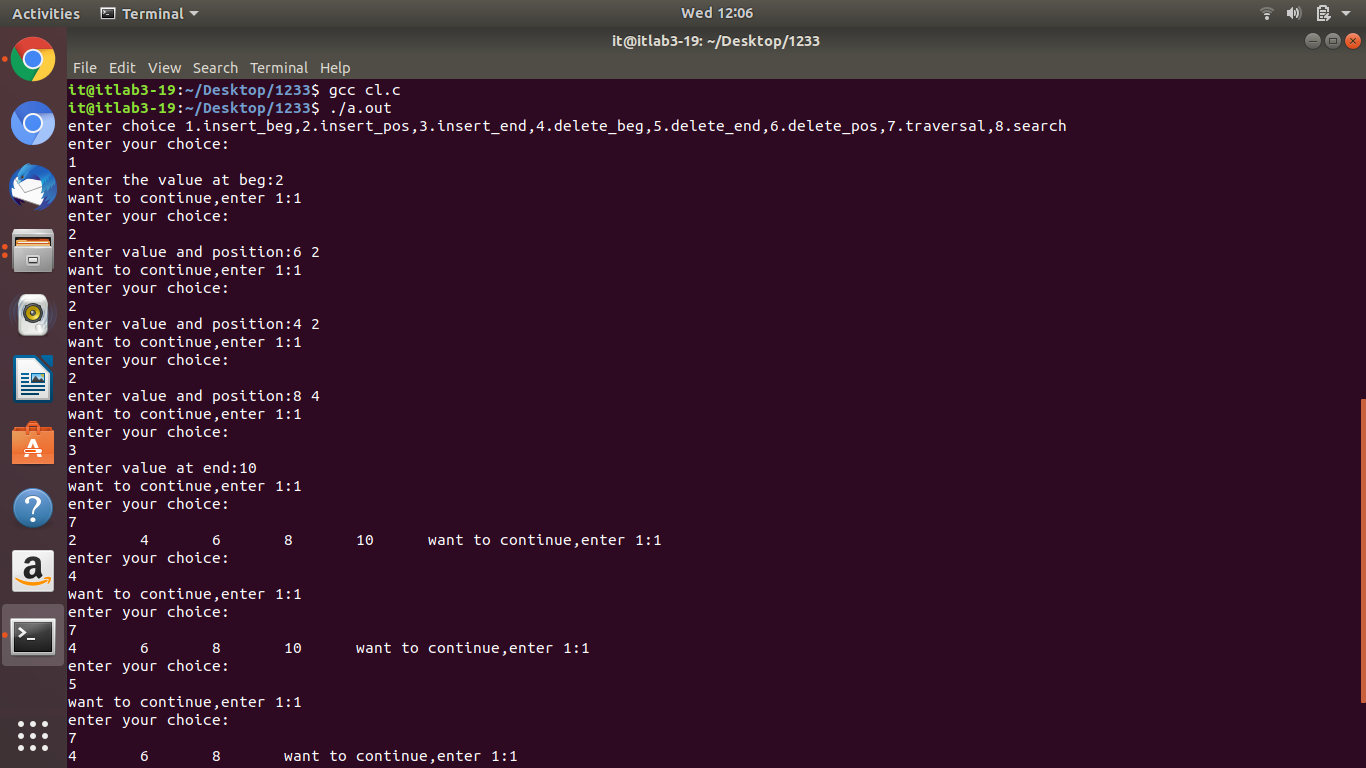 Activities Terminal Wed 12:06
it@itlab3-19: ~/Desktop/1233
File Edit View Search Terminal Help
it@itlab3-19:~/Desktop/1233$ gcc cl.c
it@itlab3-19:~/Desktop/1233$ ./a.out
enter choice 1.insert_beg,2.insert_pos,3.insert_end,4.delete_beg,5.delete_end,6.delete_pos,7.traversal,8.search
enter your choice:
1
enter the value at beg:2
want to continue,enter 1:1
enter your choice:
2
enter value and position:6 2
want to continue,enter 1:1
enter your choice:
2
enter value and position:4 2
want to continue,enter 1:1
enter your choice:
2
enter value and position:8 4
want to continue,enter 1:1
enter your choice:
3
enter value at end:10
want to continue,enter 1:1
enter your choice:
7
2 4 6 8 10 want to continue,enter 1:1
enter your choice:
4
want to continue,enter 1:1
enter your choice:
7
4 6 8 10 want to continue,enter 1:1
enter your choice:
5
want to continue,enter 1:1
enter your choice:
7
4 6 8 want to continue,enter 1:1